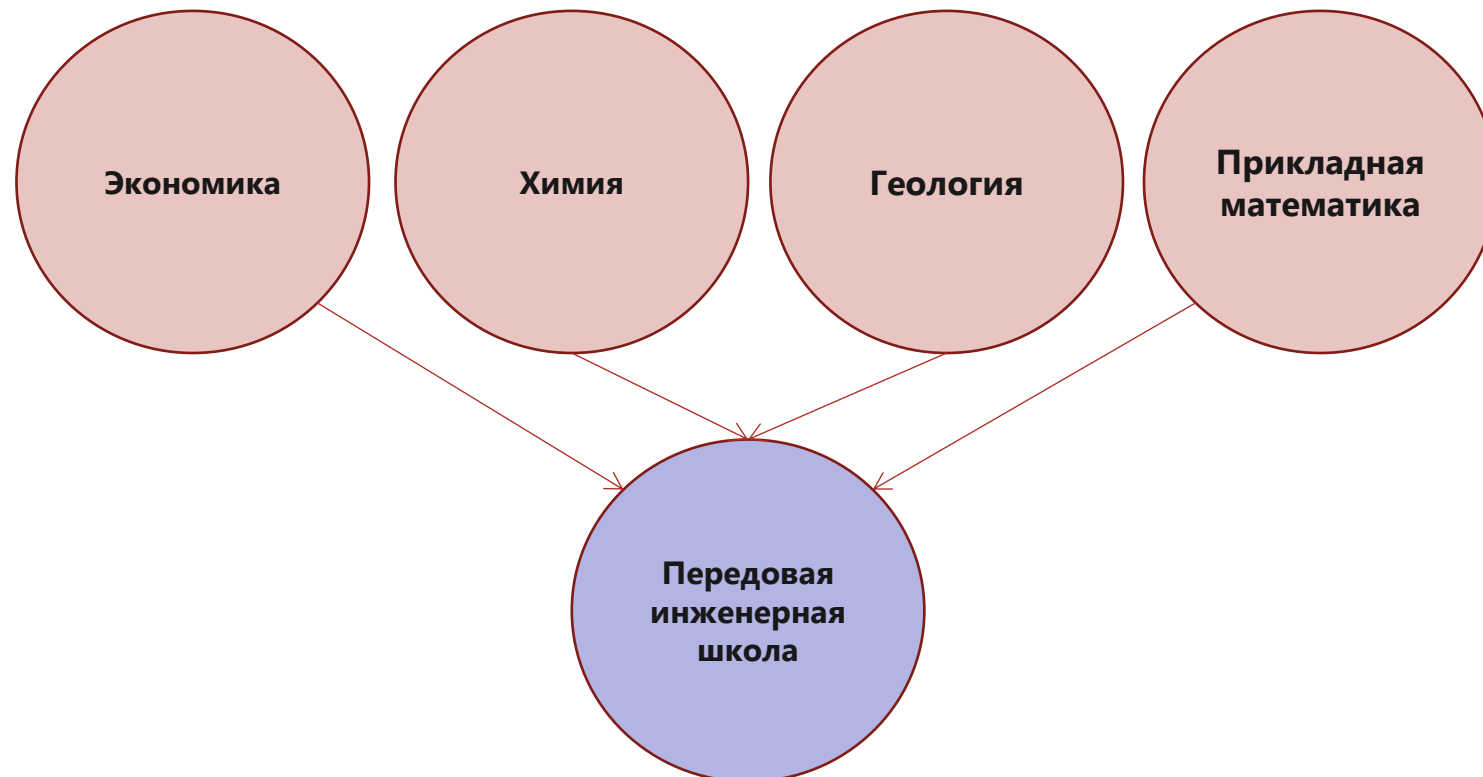 Экономика
Химия
Геология
Прикладная
математика
Передовая
инженерная
школа